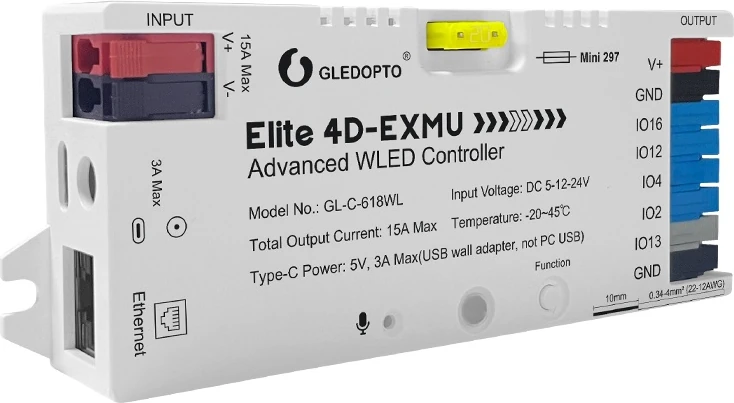 INPUT
V+
V-
15A Max
GLEDOPTO®
Mini 297
OUTPUT
Elite 4D-EXMU
Advanced WLED Controller
Model No.: GL-C-618WL
Input Voltage: DC 5-12-24V
Total Output Current: 15A Max
Temperature: -20~45℃
Type-C Power: 5V, 3A Max(USB wall adapter, not PC USB)
Function
3A Max
Ethernet
V+
GND
IO16
IO12
IO4
IO2
IO13
GND
10mm
0.34-4mm² (22-12AWG)